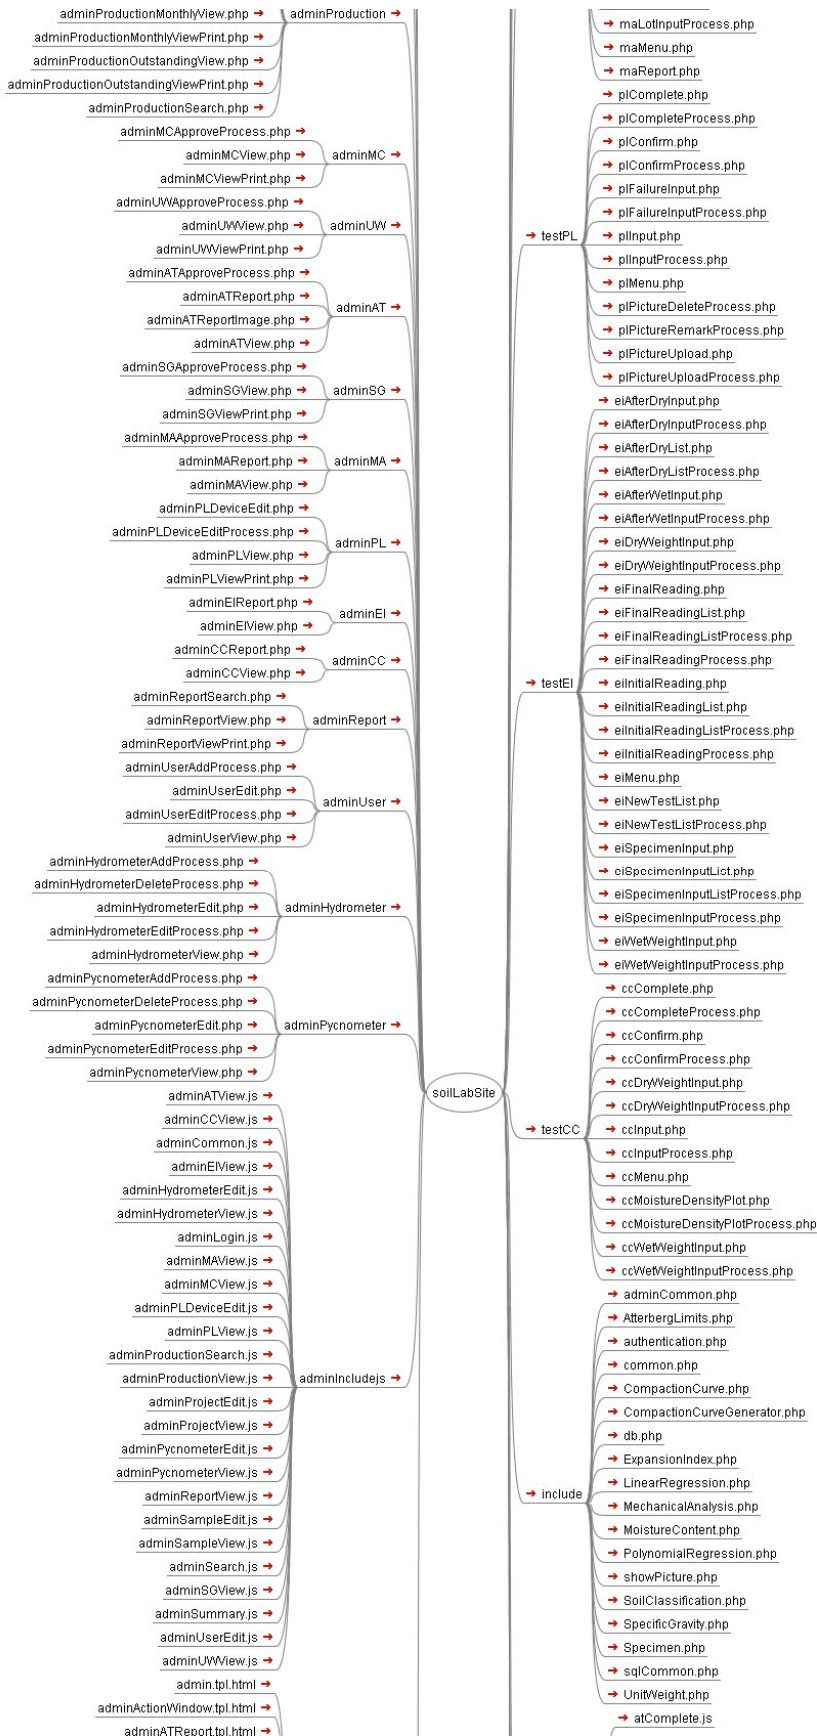 adminProductionMonthlyView.php
adminProductionMonthlyViewPrint.php
adminProductionOutstandingView.php
adminProductionOutstandingViewPrint.php
adminProductionSearch.php
adminProduction
adminMCApproveProcess.php
adminMCView.php
adminMCViewPrint.php
adminMC
adminUWApproveProcess.php
adminUWView.php
adminUWViewPrint.php
adminUW
adminATApproveProcess.php
adminATReport.php
adminATReportImage.php
adminATView.php
adminAT
adminSGApproveProcess.php
adminSGView.php
adminSGViewPrint.php
adminSG
adminMAApproveProcess.php
adminMAReport.php
adminMAView.php
adminMA
adminPLDeviceEdit.php
adminPLDeviceEditProcess.php
adminPLView.php
adminPLViewPrint.php
adminPL
adminEIReport.php
adminEIView.php
adminEI
adminCCReport.php
adminCCView.php
adminCC
adminReportSearch.php
adminReportView.php
adminReportViewPrint.php
adminReport
adminUserAddProcess.php
adminUserEdit.php
adminUserEditProcess.php
adminUserView.php
adminUser
adminHydrometerAddProcess.php
adminHydrometerDeleteProcess.php
adminHydrometerEdit.php
adminHydrometerEditProcess.php
adminHydrometerView.php
adminHydrometer
adminPycnometerAddProcess.php
adminPycnometerDeleteProcess.php
adminPycnometerEdit.php
adminPycnometerEditProcess.php
adminPycnometerView.php
adminPycnometer
adminATView.js
adminCCView.js
adminCommon.js
adminEIView.js
adminHydrometerEdit.js
adminHydrometerView.js
adminLogin.js
adminMAView.js
adminMCView.js
adminPLDeviceEdit.js
adminPLView.js
adminProductionSearch.js
adminProductionView.js
adminProjectEdit.js
adminProjectView.js
adminPycnometerEdit.js
adminPycnometerView.js
adminReportView.js
adminSampleEdit.js
adminSampleView.js
adminSearch.js
adminSGView.js
adminSummary.js
adminUserEdit.js
adminUWView.js
adminIncludejs
admin.tpl.html
adminActionWindow.tpl.html
adminATReport.tpl.html
soilLabSite
maLotInputProcess.php
maMenu.php
maReport.php
testPL
plComplete.php
plCompleteProcess.php
plConfirm.php
plConfirmProcess.php
plFailureInput.php
plFailureInputProcess.php
plInput.php
plInputProcess.php
plMenu.php
plPictureDeleteProcess.php
plPictureRemarkProcess.php
plPictureUpload.php
plPictureUploadProcess.php
testEI
eiAfterDryInput.php
eiAfterDryInputProcess.php
eiAfterDryList.php
eiAfterDryListProcess.php
eiAfterWetInput.php
eiAfterWetInputProcess.php
eiDryWeightInput.php
eiDryWeightInputProcess.php
eiFinalReading.php
eiFinalReadingList.php
eiFinalReadingListProcess.php
eiFinalReadingProcess.php
eiInitialReading.php
eiInitialReadingList.php
eiInitialReadingListProcess.php
eiInitialReadingProcess.php
eiMenu.php
eiNewTestList.php
eiNewTestListProcess.php
eiSpecimenInput.php
eiSpecimenInputList.php
eiSpecimenInputListProcess.php
eiSpecimenInputProcess.php
eiWetWeightInput.php
eiWetWeightInputProcess.php
testCC
ccComplete.php
ccCompleteProcess.php
ccConfirm.php
ccConfirmProcess.php
ccDryWeightInput.php
ccDryWeightInputProcess.php
ccInput.php
ccInputProcess.php
ccMenu.php
ccMoistureDensityPlot.php
ccMoistureDensityPlotProcess.php
ccWetWeightInput.php
ccWetWeightInputProcess.php
include
adminCommon.php
AtterbergLimits.php
authentication.php
common.php
CompactionCurve.php
CompactionCurveGenerator.php
db.php
ExpansionIndex.php
LinearRegression.php
MechanicalAnalysis.php
MoistureContent.php
PolynomialRegression.php
showPicture.php
SoilClassification.php
SpecificGravity.php
Specimen.php
sqlCommon.php
UnitWeight.php
atComplete.js